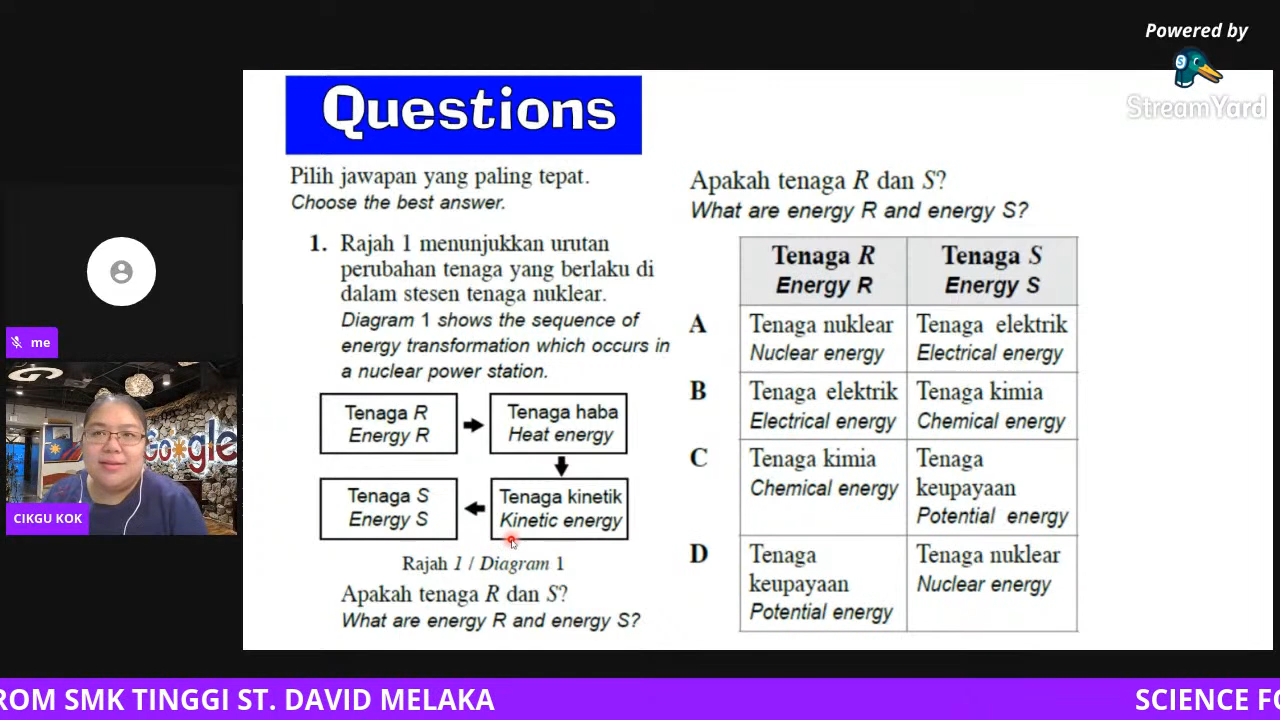 Powered by
StreamYard
Questions
Pilih jawapan yang paling tepat.
Choose the best answer.
1. Rajah 1 menunjukkan urutan
perubahan tenaga yang berlaku di
dalam stesen tenaga nuklear.
Diagram 1 shows the sequence of
energy transformation which occurs in
a nuclear power station.
Tenaga R
Energy R
Tenaga haba
Heat energy
Tenaga S
Energy S
Tenaga kinetik
Kinetic energy
Rajah 1 / Diagram 1
Apakah tenaga R dan S?
What are energy R and energy S?
Apakah tenaga R dan S?
What are energy R and energy S?
Tenaga R
Energy R
Tenaga S
Energy S
A
Tenaga nuklear
Nuclear energy
Tenaga elektrik
Electrical energy
B
Tenaga elektrik
Electrical energy
Tenaga kimia
Chemical energy
C
Tenaga kimia
Chemical energy
Tenaga
keupayaan
Potential energy
D
Tenaga
keupayaan
Potential energy
Tenaga nuklear
Nuclear energy
me
Google
CIKGU KOK
ROM SMK TINGGI ST. DAVID MELAKA
SCIENCE FO